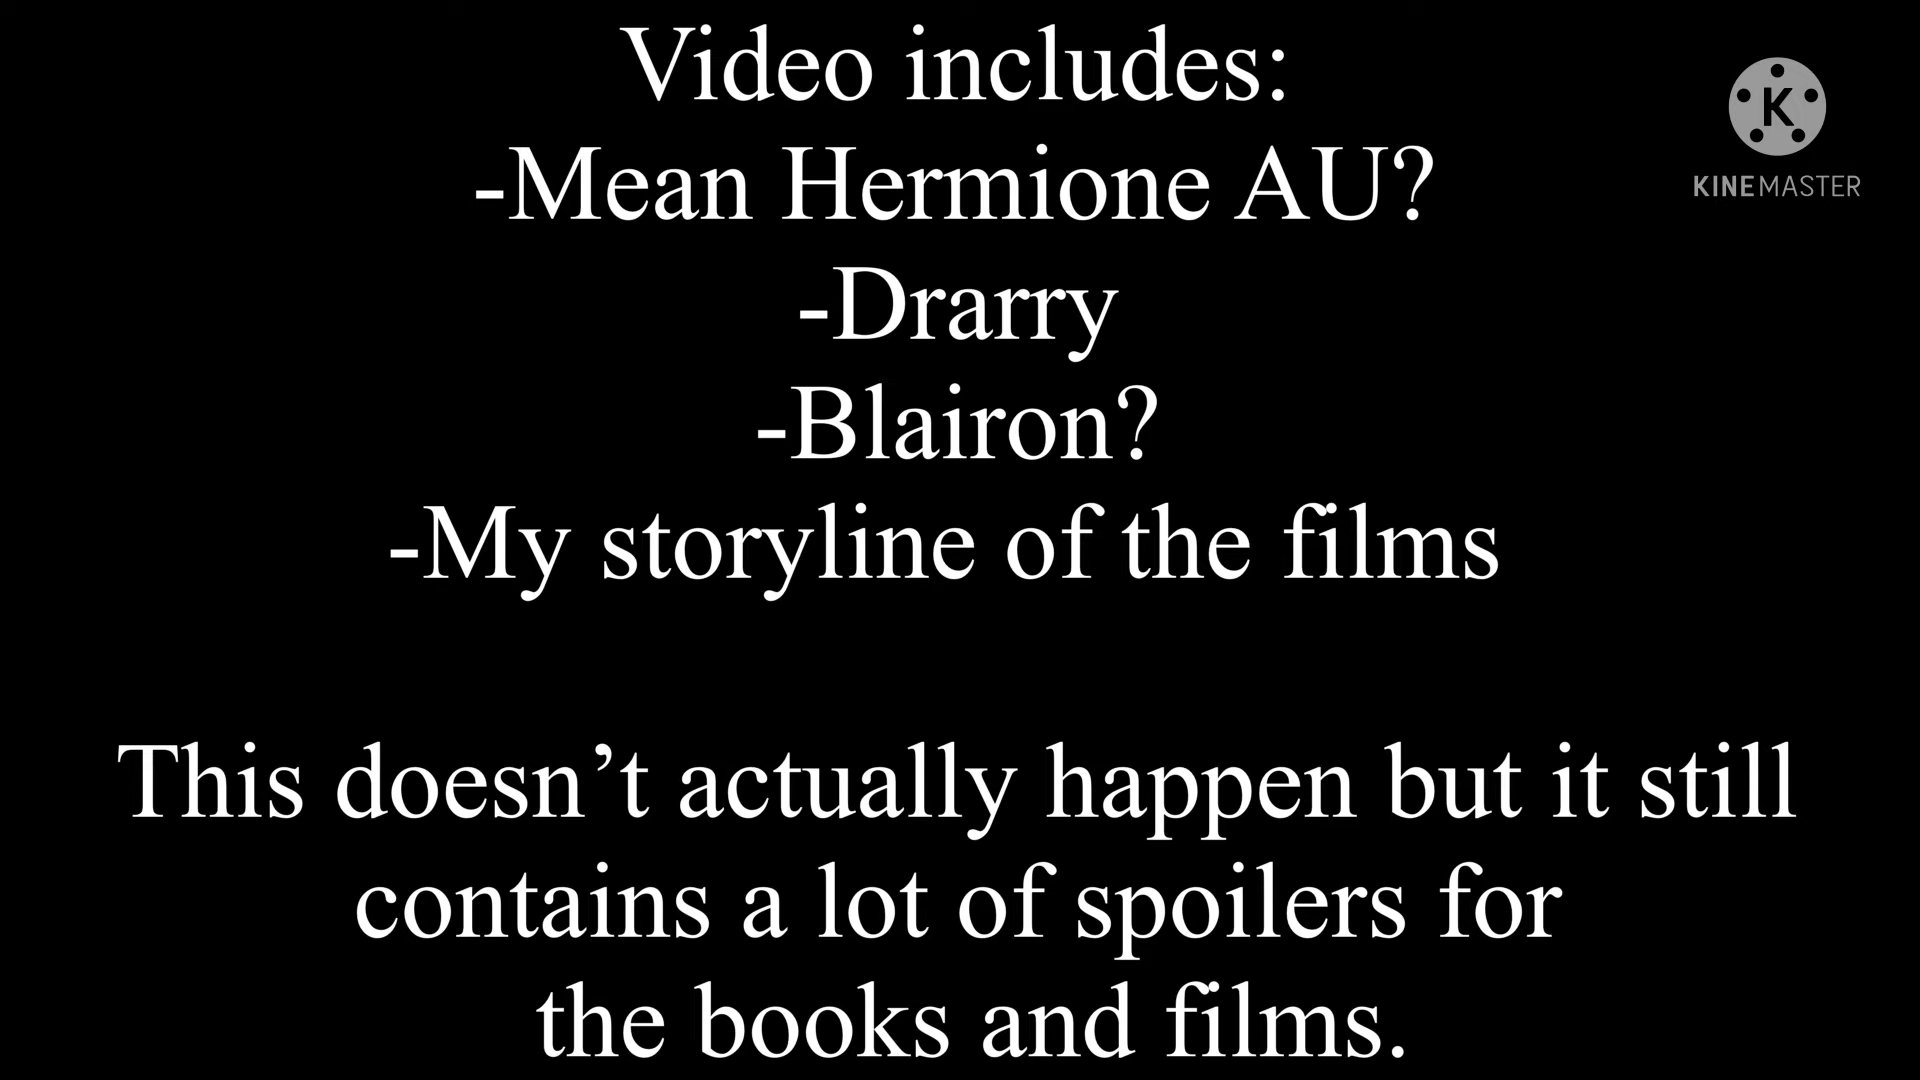 Video includes:
-Mean Hermione AU?
-Drarry
-Blairon?
-My storyline of the films
This doesn’t actually happen but it still
contains a lot of spoilers for
the books and films.
K
KINEMASTER